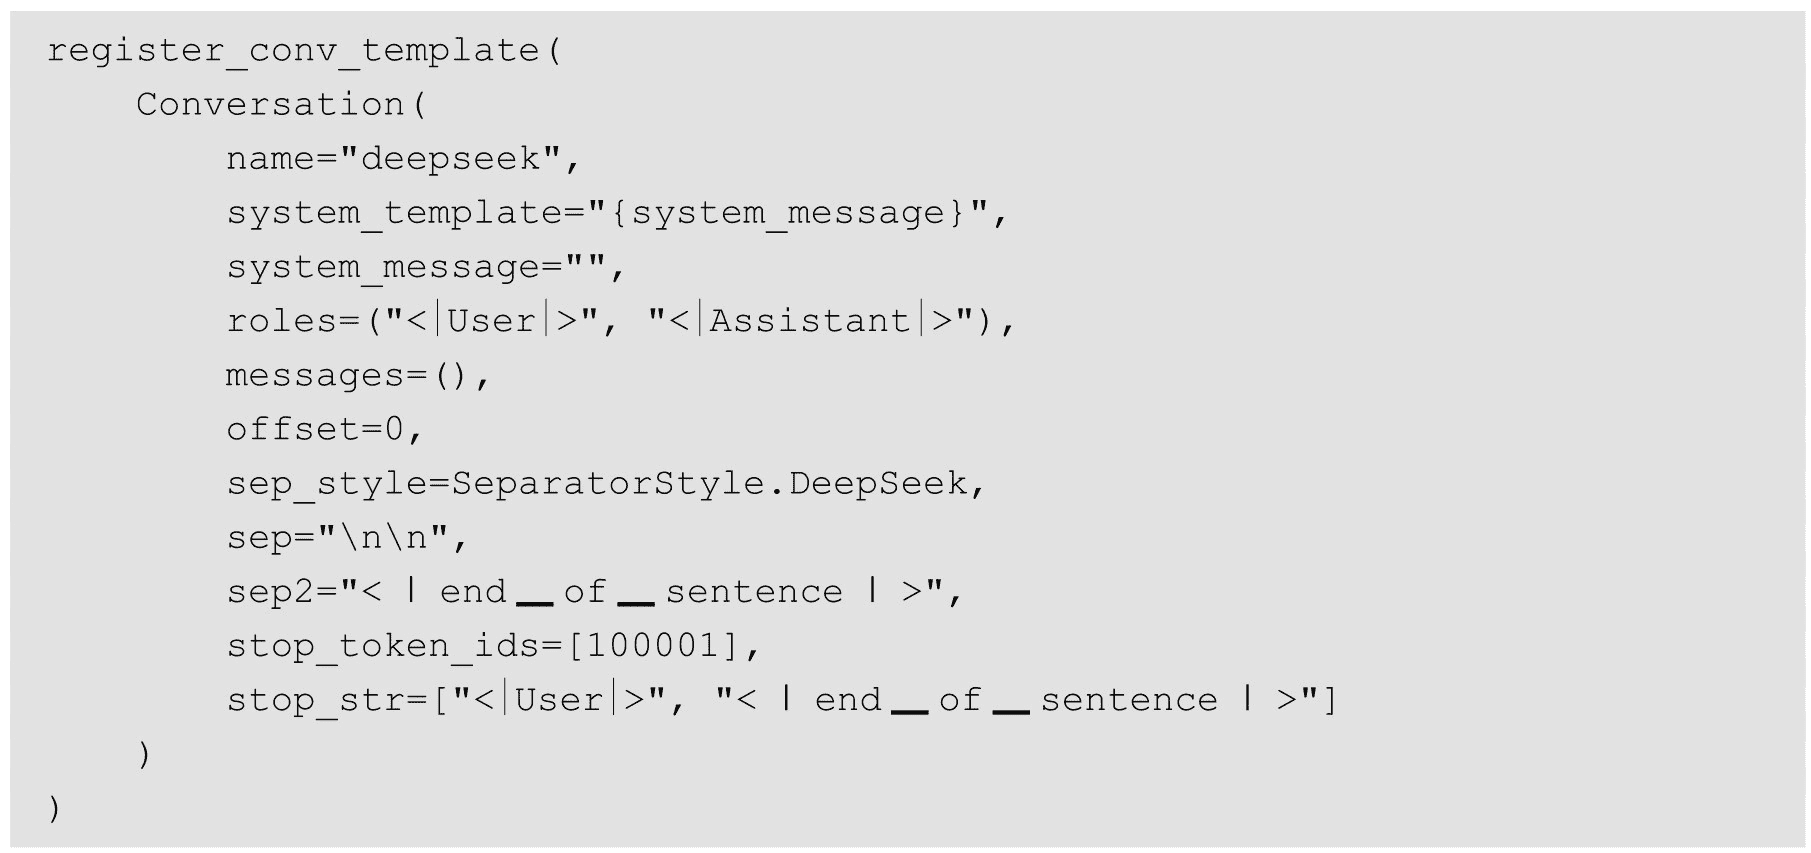 register_conv_template(
    Conversation(
        name="deepseek",
        system_template="{system_message}",
        system_message="",
        roles=("<|User|>", "<|Assistant|>"),
        messages=(),
        offset=0,
        sep_style=SeparatorStyle.DeepSeek,
        sep="\n\n",
        sep2="< | end▁of▁sentence | >",
        stop_token_ids=[100001],
        stop_str=["<|User|>", "< | end▁of▁sentence | >"]
    )
)